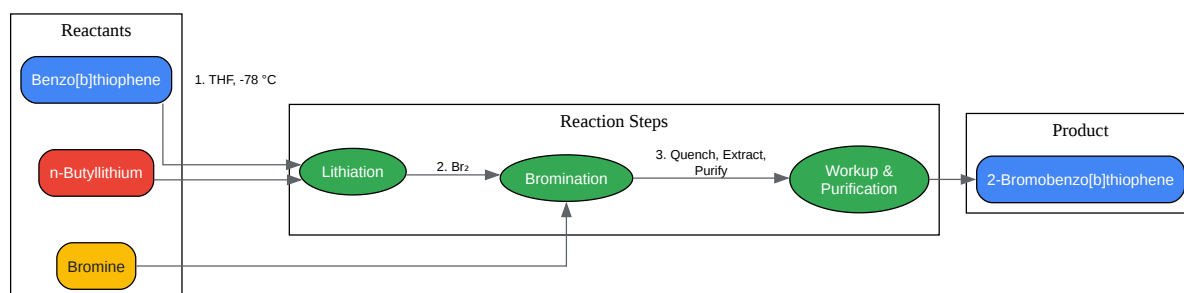 Reactants
Benzo[b]thiophene
n-Butyllithium
Bromine
1. THF, -78 °C
Reaction Steps
Lithiation
2. Br₂
Bromination
3. Quench, Extract,
Purify
Workup &
Purification
Product
2-Bromobenzo[b]thiophene